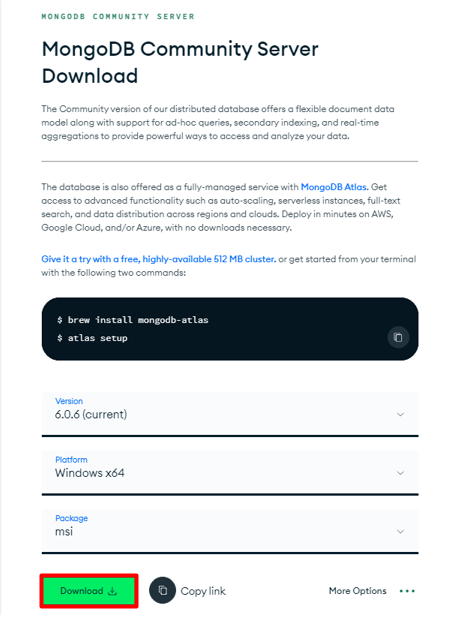 MONGODB COMMUNITY SERVER
MongoDB Community Server
Download
The Community version of our distributed database offers a flexible document data
model along with support for ad-hoc queries, secondary indexing, and real-time
aggregations to provide powerful ways to access and analyze your data.
The database is also offered as a fully-managed service with MongoDB Atlas. Get
access to advanced functionality such as auto-scaling, serverless instances, full-text
search, and data distribution across regions and clouds. Deploy in minutes on AWS,
Google Cloud, and/or Azure, with no downloads necessary.
Give it a try with a free, highly-available 512 MB cluster. or get started from your terminal
with the following two commands:
$ brew install mongodb-atlas
$ atlas setup
Version
6.0.6 (current)
Platform
Windows x64
Package
msi
Download Copy link More Options